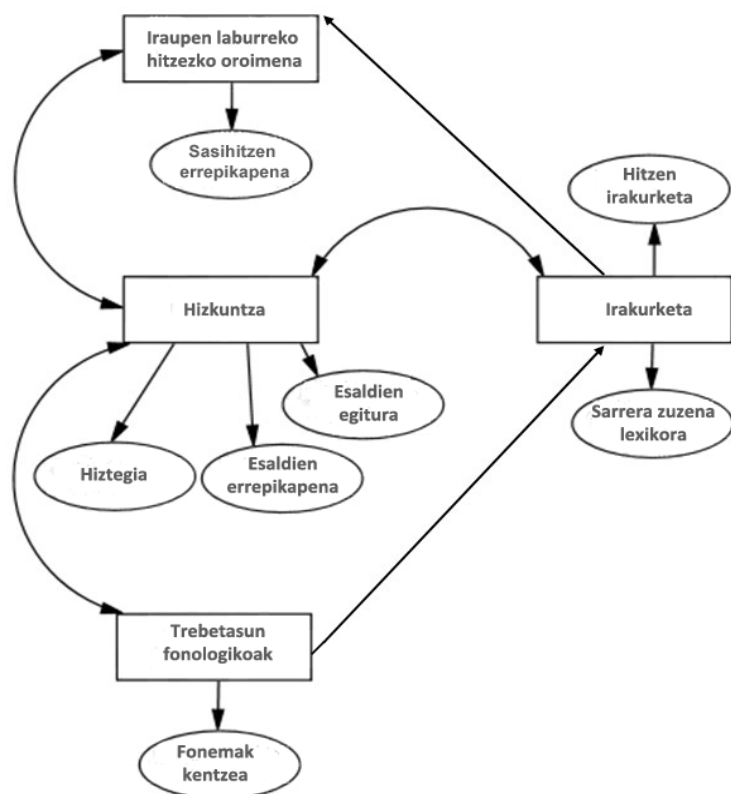 Iraupen laburreko
hitzezko oroimena
Sasihitzen
errepikapena
Hitzen
irakurketa
Hizkuntza
Irakurketa
Esaldien
egitura
Sarrera zuzena
lexikora
Hiztegia
Esaldien
errepikapena
Trebetasun
fonologikoak
Fonemak
kentzea